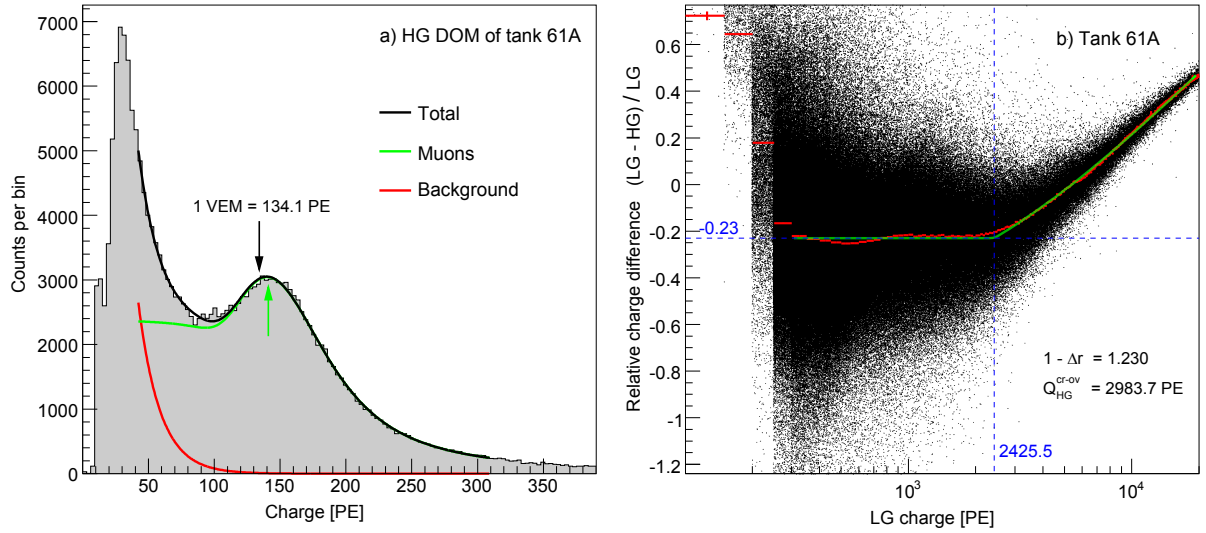 a) HG DOM of tank 61A
Total
Muons
Background
1 VEM = 134.1 PE
Counts per bin
7000
6000
5000
4000
3000
2000
1000
0
50
100
150
200
250
300
350
Charge [PE]
b) Tank 61A
Relative charge difference (LG - HG) / LG
0.6
0.4
0.2
0
-0.2
-0.4
-0.6
-0.8
-1
-1.2
-0.23
1 - Δr = 1.230
Q_HG^cr-ov = 2983.7 PE
2425.5
10^3
10^4
LG charge [PE]